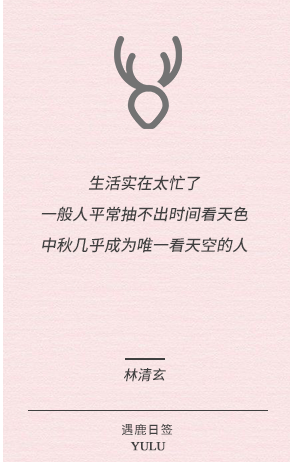 生活实在太忙了
一般人平常抽不出时间看天色
中秋几乎成为唯一看天空的人
林清玄
遇鹿日签
YULU